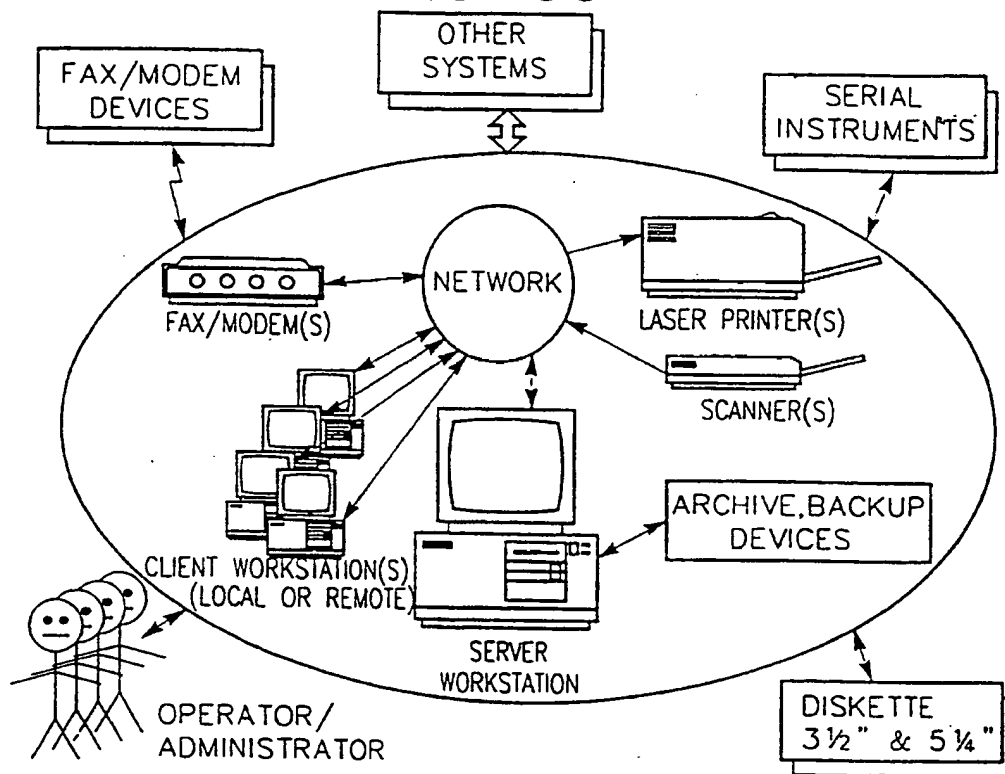 OTHER
SYSTEMS
FAX/MODEM
DEVICES
SERIAL
INSTRUMENTS
NETWORK
FAX/MODEM(S)
LASER PRINTER(S)
SCANNER(S)
ARCHIVE,BACKUP
DEVICES
CLIENT WORKSTATION(S)
(LOCAL OR REMOTE)
SERVER
WORKSTATION
OPERATOR/
ADMINISTRATOR
DISKETTE
3½" & 5¼"